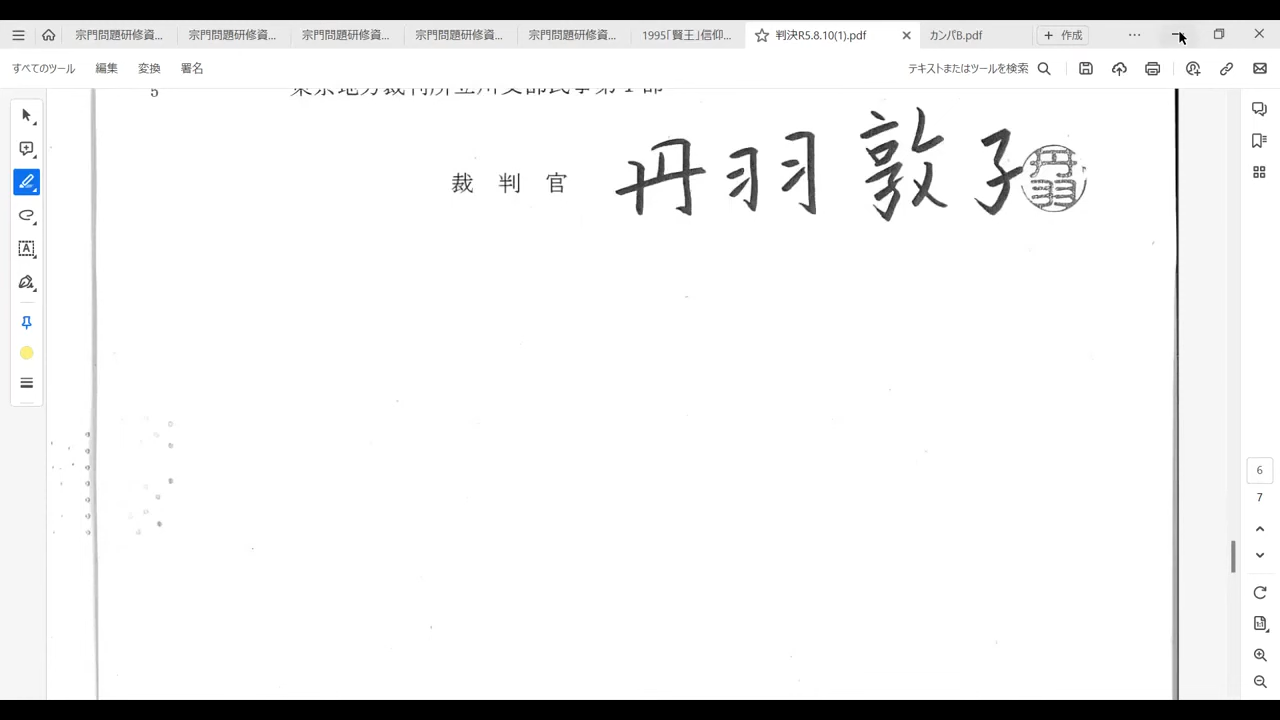 宗門問題研修資...
宗門問題研修資...
宗門問題研修資...
宗門問題研修資...
宗門問題研修資...
1995「賢王」信仰...
判決R5.8.10(1).pdf
カンパB.pdf
作成
すべてのツール
編集
変換
署名
テキストまたはツールを検索
5
東京地方裁判所立川支部民事第1部
裁判官 丹羽敦子
丹羽
6
7